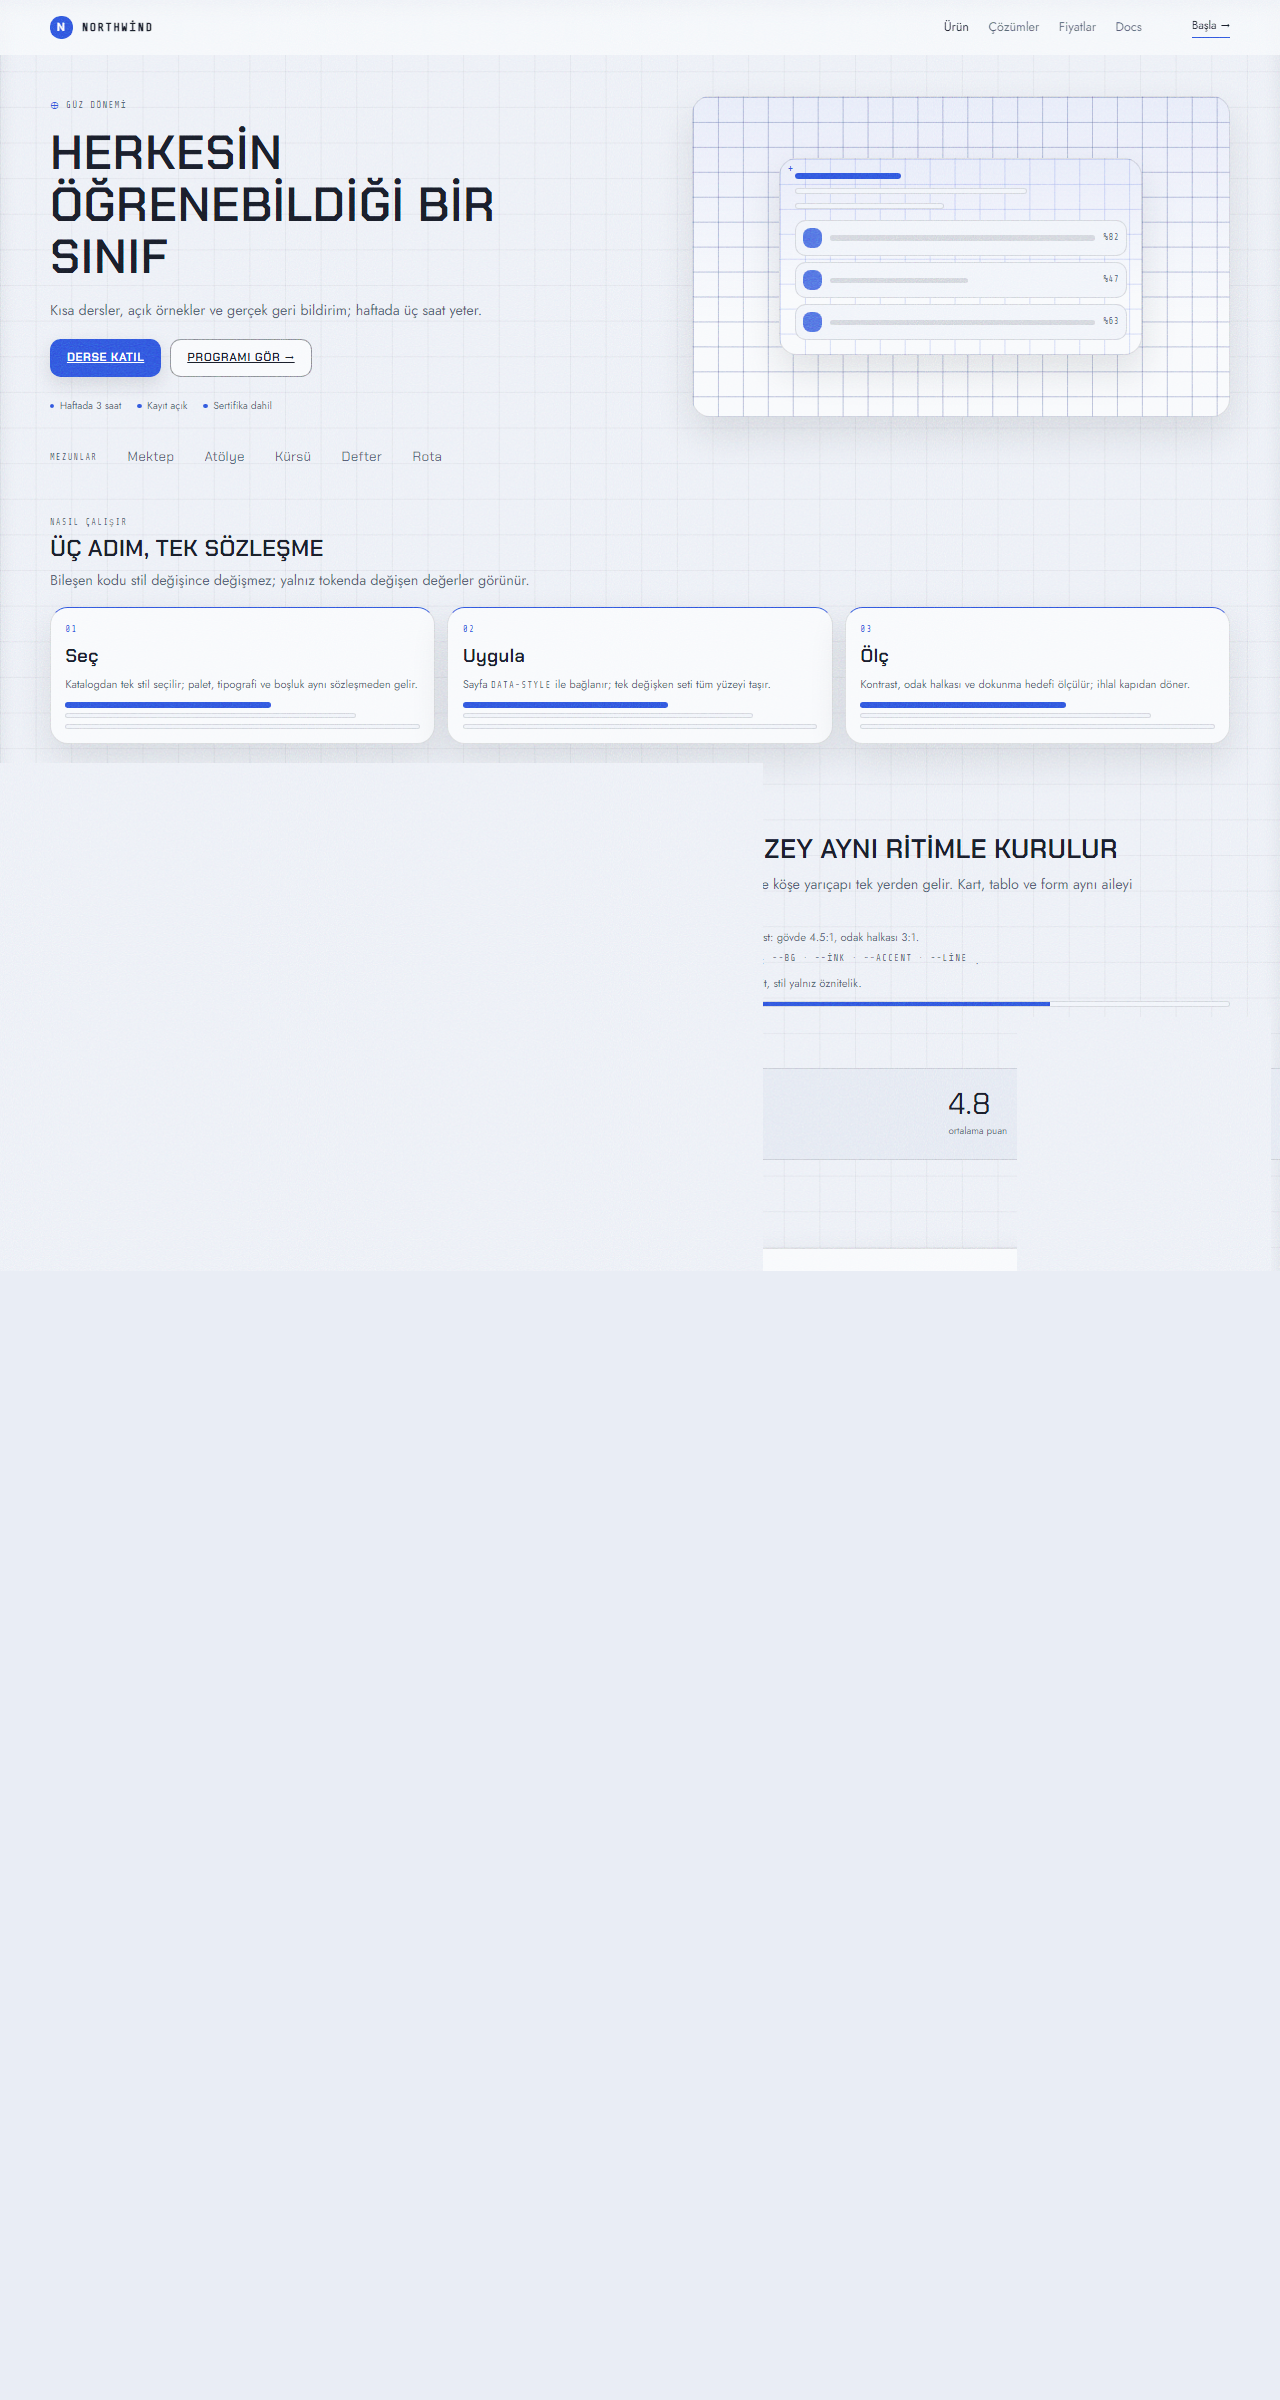 N NORTHWİND
Ürün Çözümler Fiyatlar Docs Başla →
GÜZ DÖNEMİ
HERKESİN
ÖĞRENEBİLDİĞİ BİR
SINIF
Kısa dersler, açık örnekler ve gerçek geri bildirim; haftada üç saat yeter.
DERSE KATIL PROGRAMI GÖR →
Haftada 3 saat Kayıt açık Sertifika dahil
%82
%47
%63
MEZUNLAR Mektep Atölye Kürsü Defter Rota
NASIL ÇALIŞIR
ÜÇ ADIM, TEK SÖZLEŞME
Bileşen kodu stil değişince değişmez; yalnız tokenda değişen değerler görünür.
01
Seç
Katalogdan tek stil seçilir; palet, tipografi ve boşluk aynı sözleşmeden gelir.
02
Uygula
Sayfa DATA-STYLE ile bağlanır; tek değişken seti tüm yüzeyi taşır.
03
Ölç
Kontrast, odak halkası ve dokunma hedefi ölçülür; ihlal kapıdan döner.
ZEY AYNI RİTİMLE KURULUR
e köşe yarıçapı tek yerden gelir. Kart, tablo ve form aynı aileyi
st: gövde 4.5:1, odak halkası 3:1.
--BG · --İNK · --ACCENT · --LİNE .
t, stil yalnız öznitelik.
4.8
ortalama puan